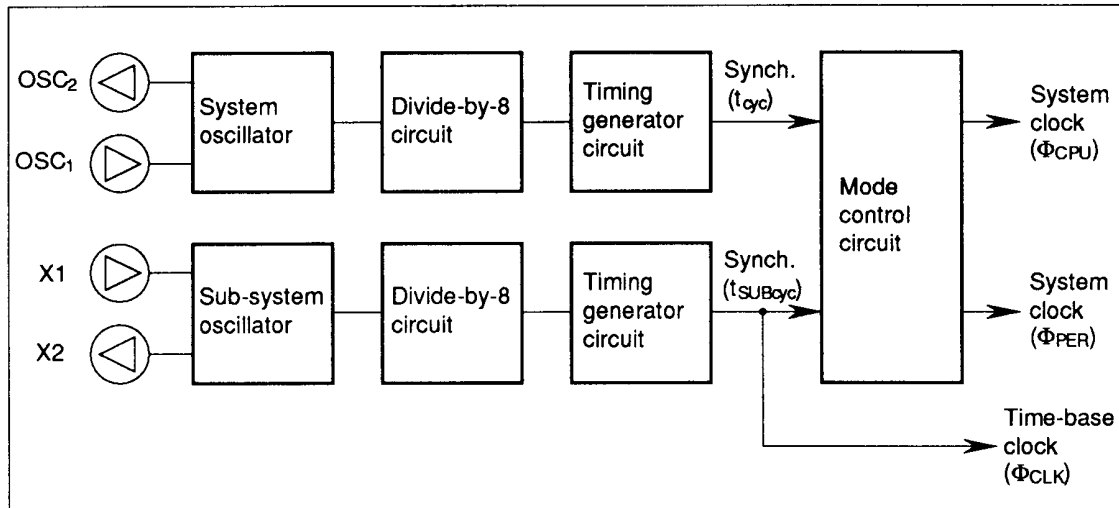 OSC2
OSC1
System
oscillator
Divide-by-8
circuit
Timing
generator
circuit
Synch.
(tcyc)
Mode
control
circuit
System
clock
(ΦCPU)
X1
X2
Sub-system
oscillator
Divide-by-8
circuit
Timing
generator
circuit
Synch.
(tSUBcyc)
System
clock
(ΦPER)
Time-base
clock
(ΦCLK)